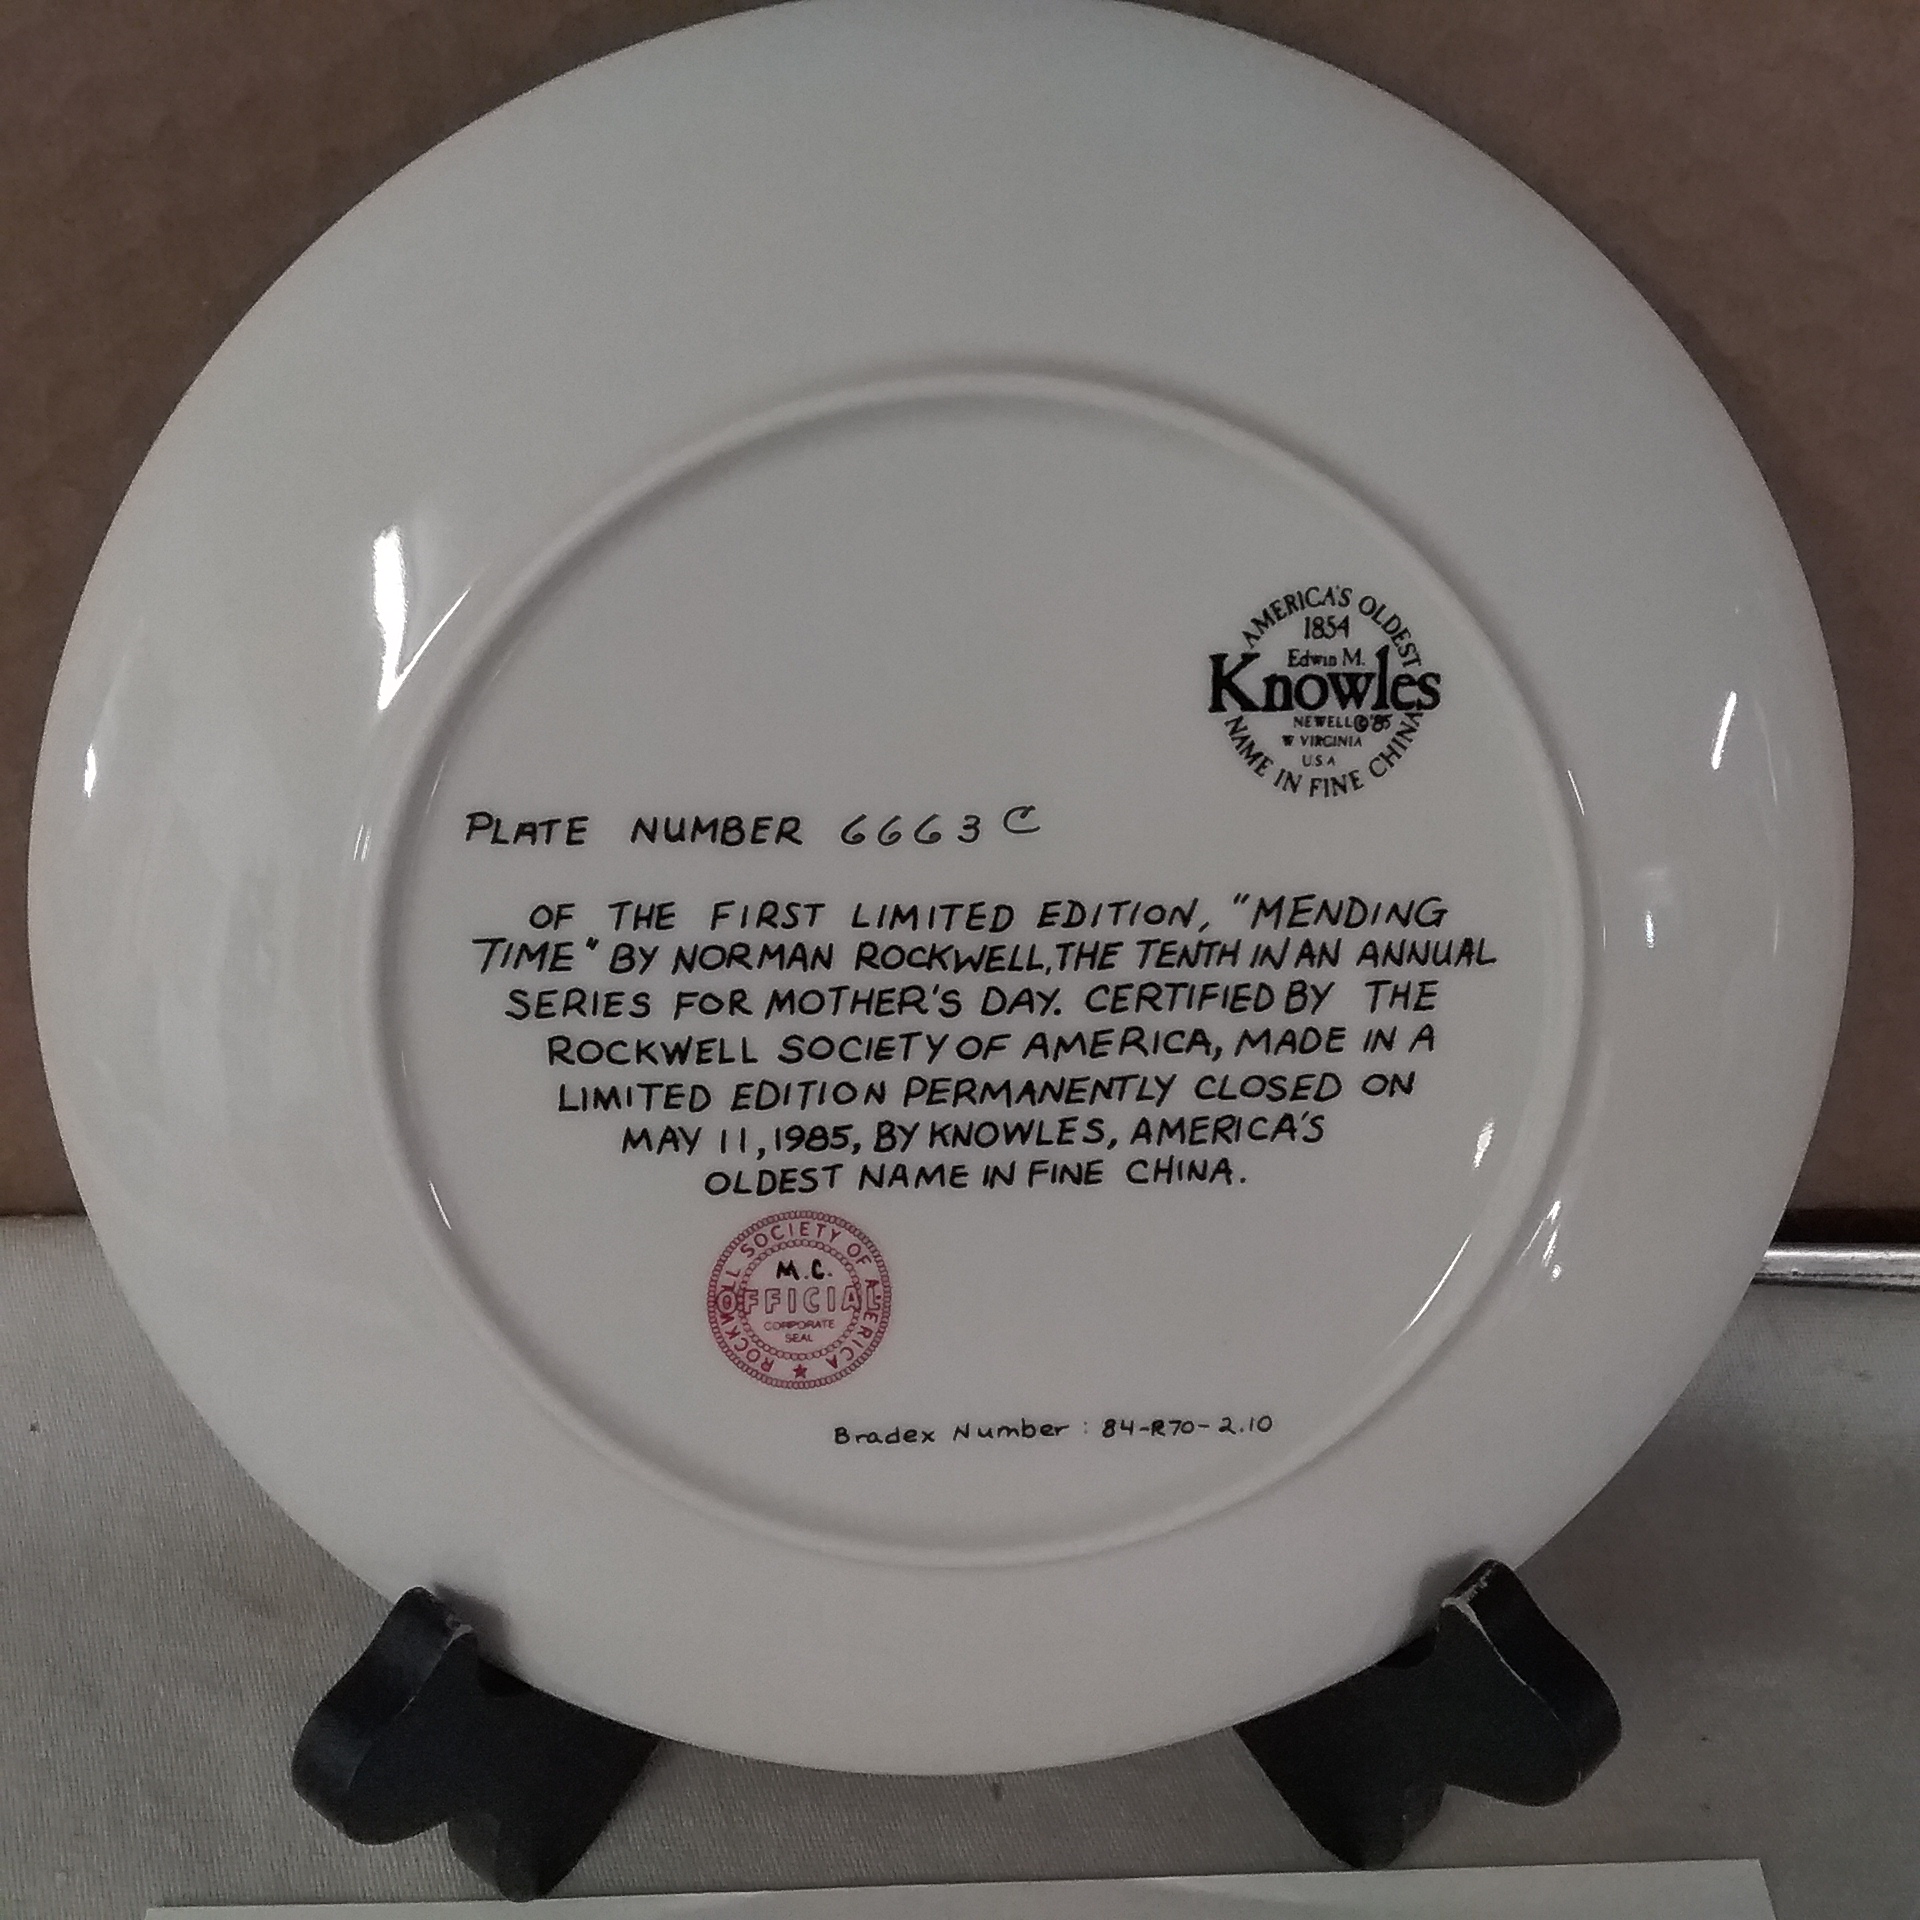 AMERICA'S OLDEST
1854
Edwin M.
Knowles
NEWELL © '85
W VIRGINIA
U.S.A
NAME IN FINE CHINA
PLATE NUMBER 6663 C
OF THE FIRST LIMITED EDITION, "MENDING
TIME" BY NORMAN ROCKWELL, THE TENTH IN AN ANNUAL
SERIES FOR MOTHER'S DAY. CERTIFIED BY THE
ROCKWELL SOCIETY OF AMERICA, MADE IN A
LIMITED EDITION PERMANENTLY CLOSED ON
MAY 11, 1985, BY KNOWLES, AMERICA'S
OLDEST NAME IN FINE CHINA.
ROCKWELL SOCIETY OF AMERICA
M.C.
OFFICIAL
CORPORATE
SEAL
Bradex Number : 84-R70-2.10